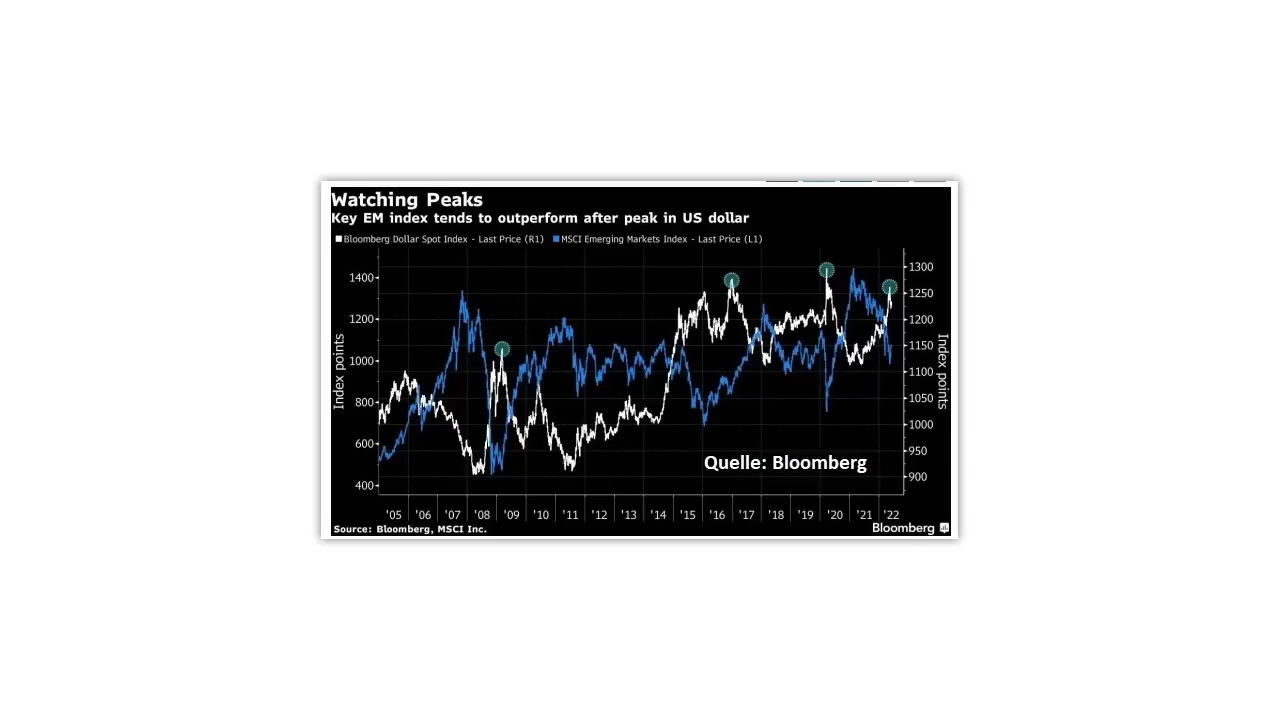 Watching Peaks
Key EM index tends to outperform after peak in US dollar
Bloomberg Dollar Spot Index - Last Price (R1) MSCI Emerging Markets Index - Last Price (L1)
1400
1200
1000
800
600
400
Index points
1300
1250
1200
1150
1100
1050
1000
950
900
Index points
Quelle: Bloomberg
'05 '06 '07 '08 '09 '10 '11 '12 '13 '14 '15 '16 '17 '18 '19 '20 '21 '22
Source: Bloomberg, MSCI Inc.
Bloomberg